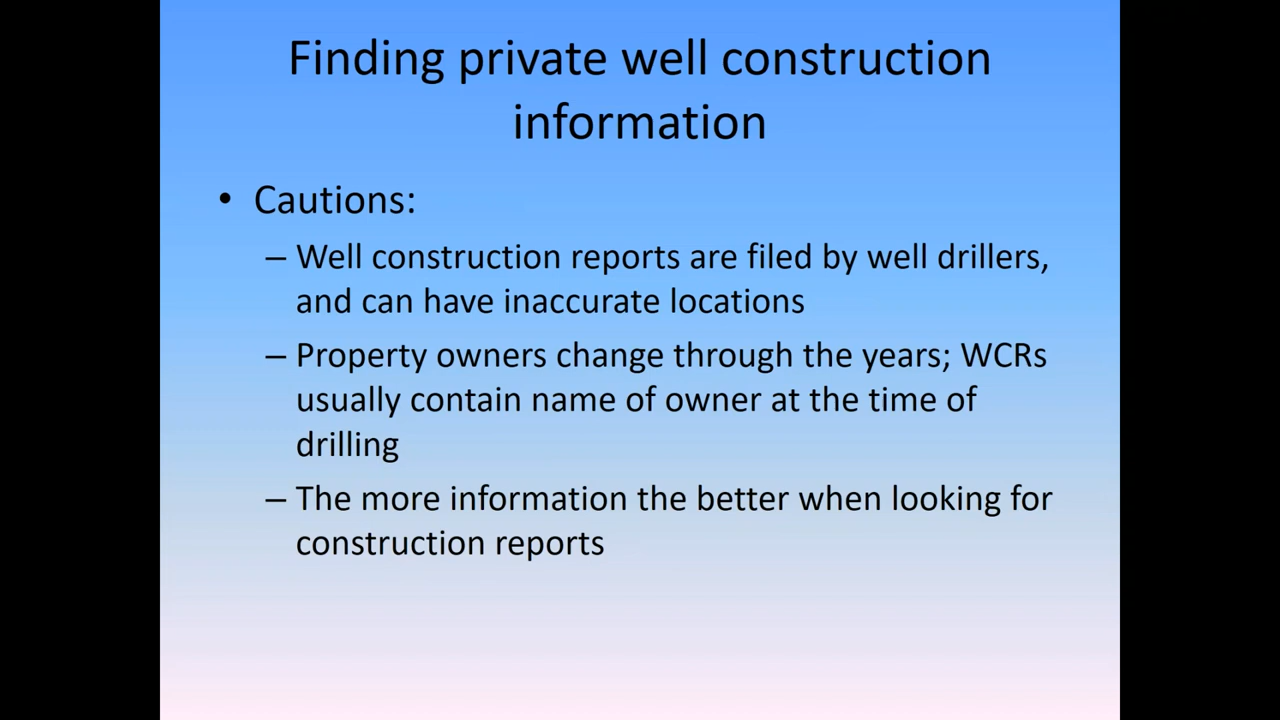 Finding private well construction
information
• Cautions:
– Well construction reports are filed by well drillers,
and can have inaccurate locations
– Property owners change through the years; WCRs
usually contain name of owner at the time of
drilling
– The more information the better when looking for
construction reports